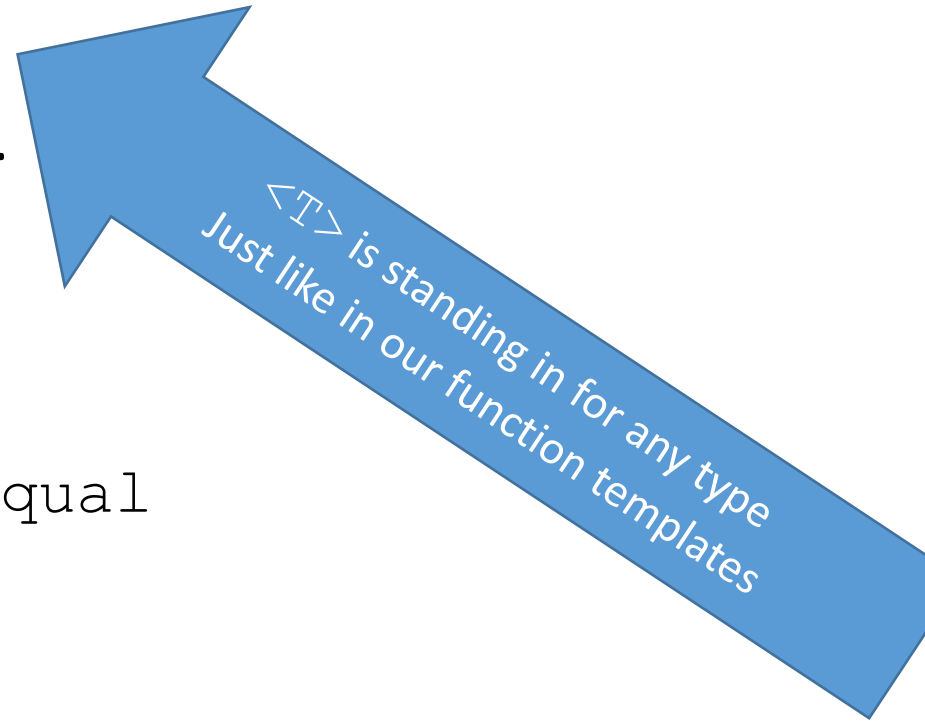 .
<T> is standing in for any type
Just like in our function templates
qual